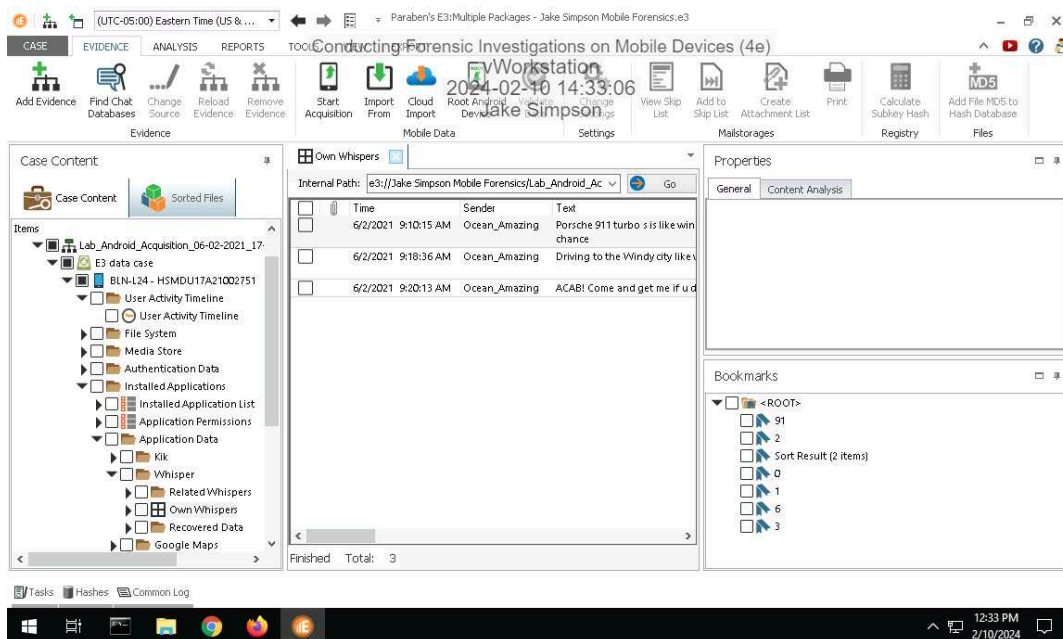 (UTC-05:00) Eastern Time (US & ...
Paraben's E3:Multiple Packages - Jake Simpson Mobile Forensics.e3
CASE EVIDENCE ANALYSIS REPORTS
Conducting Forensic Investigations on Mobile Devices (4e)
vWorkstation
2024-02-10 14:33:06
Jake Simpson
Add Evidence
Find Chat Databases
Change Source
Reload Evidence
Remove Evidence
Start Acquisition
Import From
Cloud Import
Root Android
View Skip List
Add to Skip List
Create Attachment List
Print
Calculate Subkey Hash
MD5
Add File MD5 to Hash Database
Evidence Mobile Data Settings Mailstorages Registry Files
Case Content
Case Content Sorted Files
Items
Lab_Android_Acquisition_06-02-2021_17-
E3 data case
BLN-L24 - HSMDU17A21002751
User Activity Timeline
User Activity Timeline
File System
Media Store
Authentication Data
Installed Applications
Installed Application List
Application Permissions
Application Data
Kik
Whisper
Related Whispers
Own Whispers
Recovered Data
Google Maps
Own Whispers
Internal Path: e3://Jake Simpson Mobile Forensics/Lab_Android_Ac Go
Time Sender Text
6/2/2021 9:10:15 AM Ocean_Amazing Porsche 911 turbo s is like win
chance
6/2/2021 9:18:36 AM Ocean_Amazing Driving to the Windy city like
6/2/2021 9:20:13 AM Ocean_Amazing ACAB! Come and get me if u d
Finished Total: 3
Properties
General Content Analysis
Bookmarks
<ROOT>
91
2
Sort Result (2 items)
0
1
6
3
Tasks Hashes Common Log
12:33 PM
2/10/2024